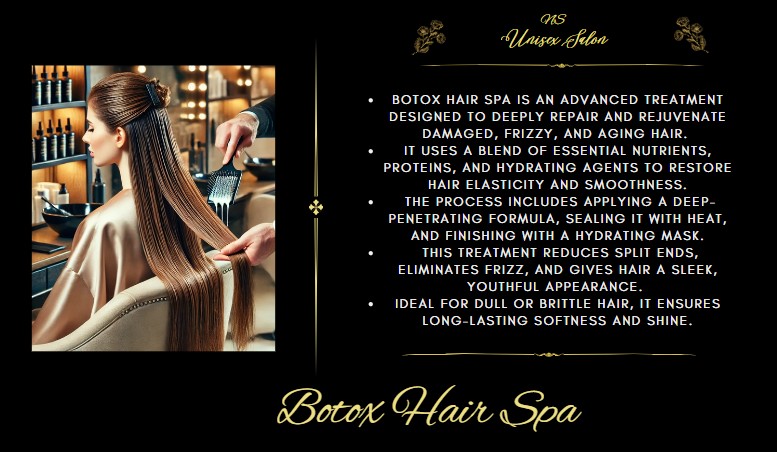 NS
Unisex Salon
• BOTOX HAIR SPA IS AN ADVANCED TREATMENT
DESIGNED TO DEEPLY REPAIR AND REJUVENATE
DAMAGED, FRIZZY, AND AGING HAIR.
• IT USES A BLEND OF ESSENTIAL NUTRIENTS,
PROTEINS, AND HYDRATING AGENTS TO RESTORE
HAIR ELASTICITY AND SMOOTHNESS.
• THE PROCESS INCLUDES APPLYING A DEEP-
PENETRATING FORMULA, SEALING IT WITH HEAT,
AND FINISHING WITH A HYDRATING MASK.
• THIS TREATMENT REDUCES SPLIT ENDS,
ELIMINATES FRIZZ, AND GIVES HAIR A SLEEK,
YOUTHFUL APPEARANCE.
• IDEAL FOR DULL OR BRITTLE HAIR, IT ENSURES
LONG-LASTING SOFTNESS AND SHINE.
Botox Hair Spa